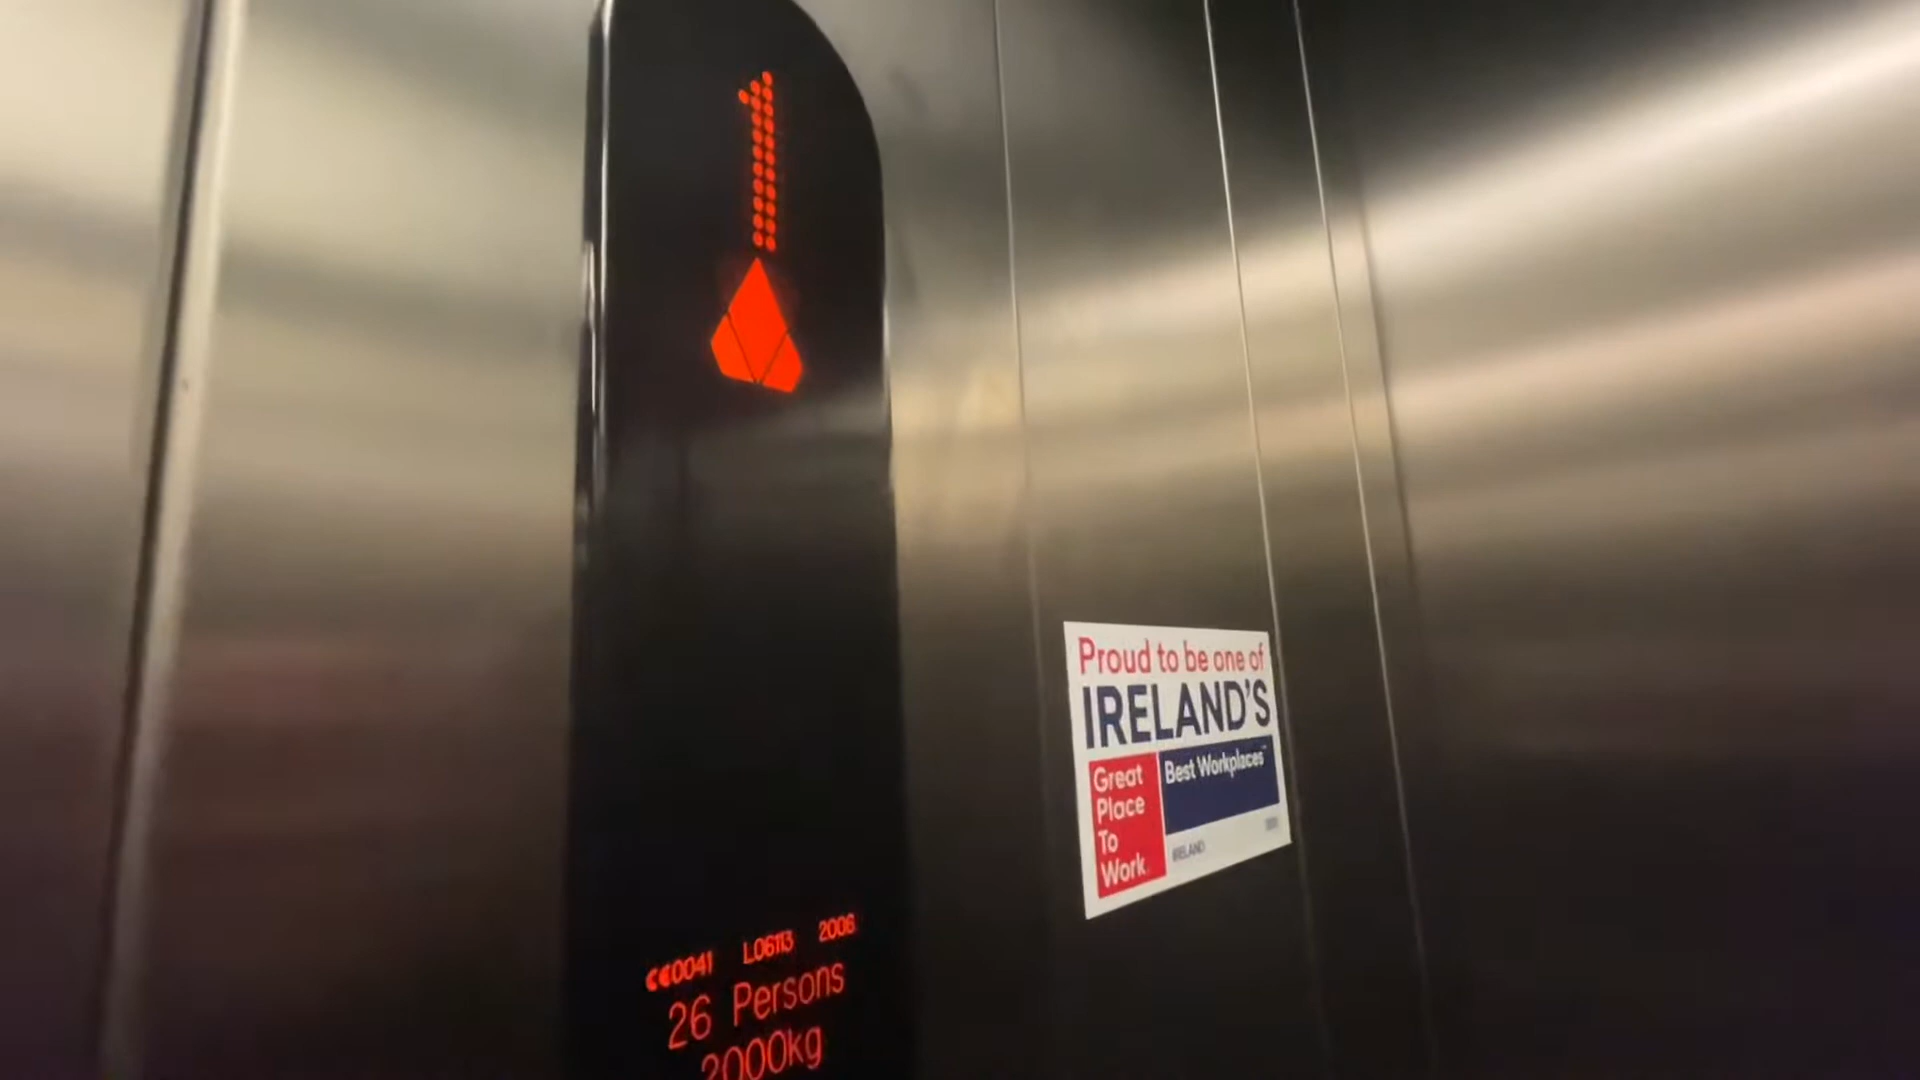 1
CE0041 L06113 2006
26 Persons
2000kg
Proud to be one of
IRELAND'S
Great
Place
To
Work.
Best Workplaces™
IRELAND